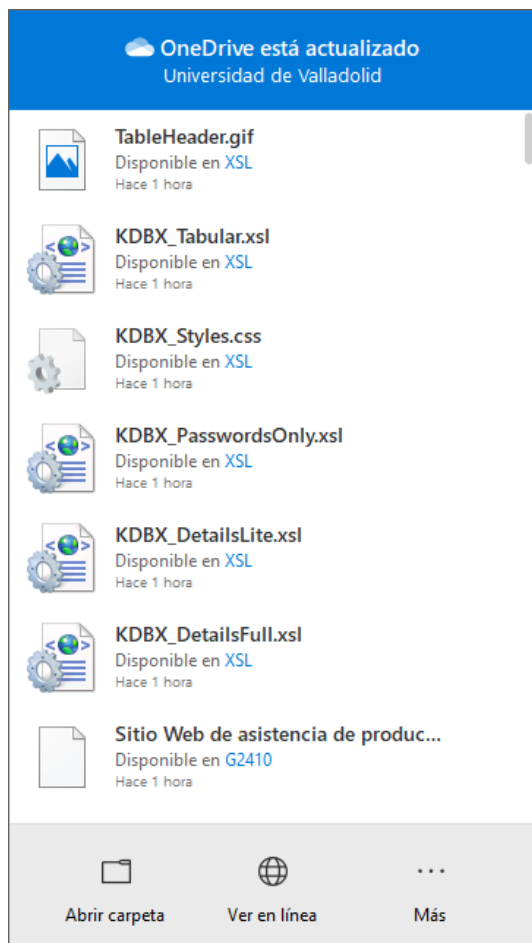 OneDrive está actualizado
Universidad de Valladolid
TableHeader.gif
Disponible en XSL
Hace 1 hora
KDBX_Tabular.xsl
Disponible en XSL
Hace 1 hora
KDBX_Styles.css
Disponible en XSL
Hace 1 hora
KDBX_PasswordsOnly.xsl
Disponible en XSL
Hace 1 hora
KDBX_DetailsLite.xsl
Disponible en XSL
Hace 1 hora
KDBX_DetailsFull.xsl
Disponible en XSL
Hace 1 hora
Sitio Web de asistencia de produc...
Disponible en G2410
Hace 1 hora
Abrir carpeta
Ver en línea
Más